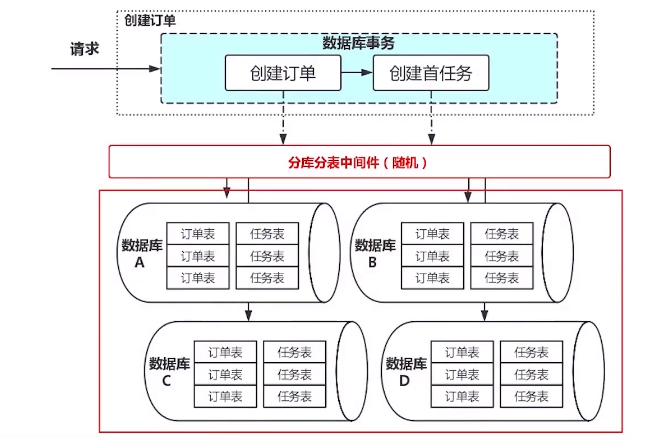 创建订单
请求
数据库事务
创建订单
创建首任务
分库分表中间件（随机）
数据库
A
订单表
任务表
订单表
任务表
订单表
任务表
数据库
B
订单表
任务表
订单表
任务表
订单表
任务表
数据库
C
订单表
任务表
订单表
任务表
订单表
任务表
数据库
D
订单表
任务表
订单表
任务表
订单表
任务表